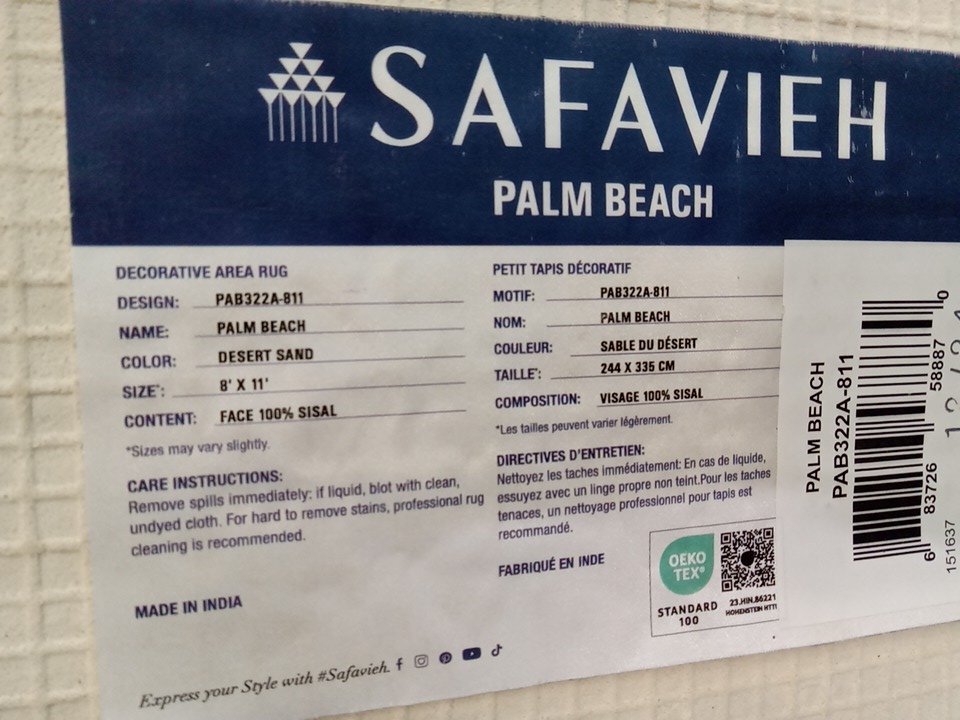 SAFAVIEH
PALM BEACH
DECORATIVE AREA RUG
DESIGN: PAB322A-811
NAME: PALM BEACH
COLOR: DESERT SAND
SIZE*: 8' X 11'
CONTENT: FACE 100% SISAL
*Sizes may vary slightly.
CARE INSTRUCTIONS:
Remove spills immediately: if liquid, blot with clean,
undyed cloth. For hard to remove stains, professional rug
cleaning is recommended.
MADE IN INDIA
PETIT TAPIS DÉCORATIF
MOTIF: PAB322A-811
NOM: PALM BEACH
COULEUR: SABLE DU DÉSERT
TAILLE*: 244 X 335 CM
COMPOSITION: VISAGE 100% SISAL
*Les tailles peuvent varier légèrement.
DIRECTIVES D'ENTRETIEN:
Nettoyez les taches immédiatement: En cas de liquide,
essuyez avec un linge propre non teint.Pour les taches
tenaces, un nettoyage professionnel pour tapis est
recommandé.
FABRIQUÉ EN INDE
OEKO
TEX®
STANDARD
100
23.HIN.86221
HOHENSTEIN HTTI
Express your Style with #Safavieh
PALM BEACH
PAB322A-811
6 83726 58887 0
151637